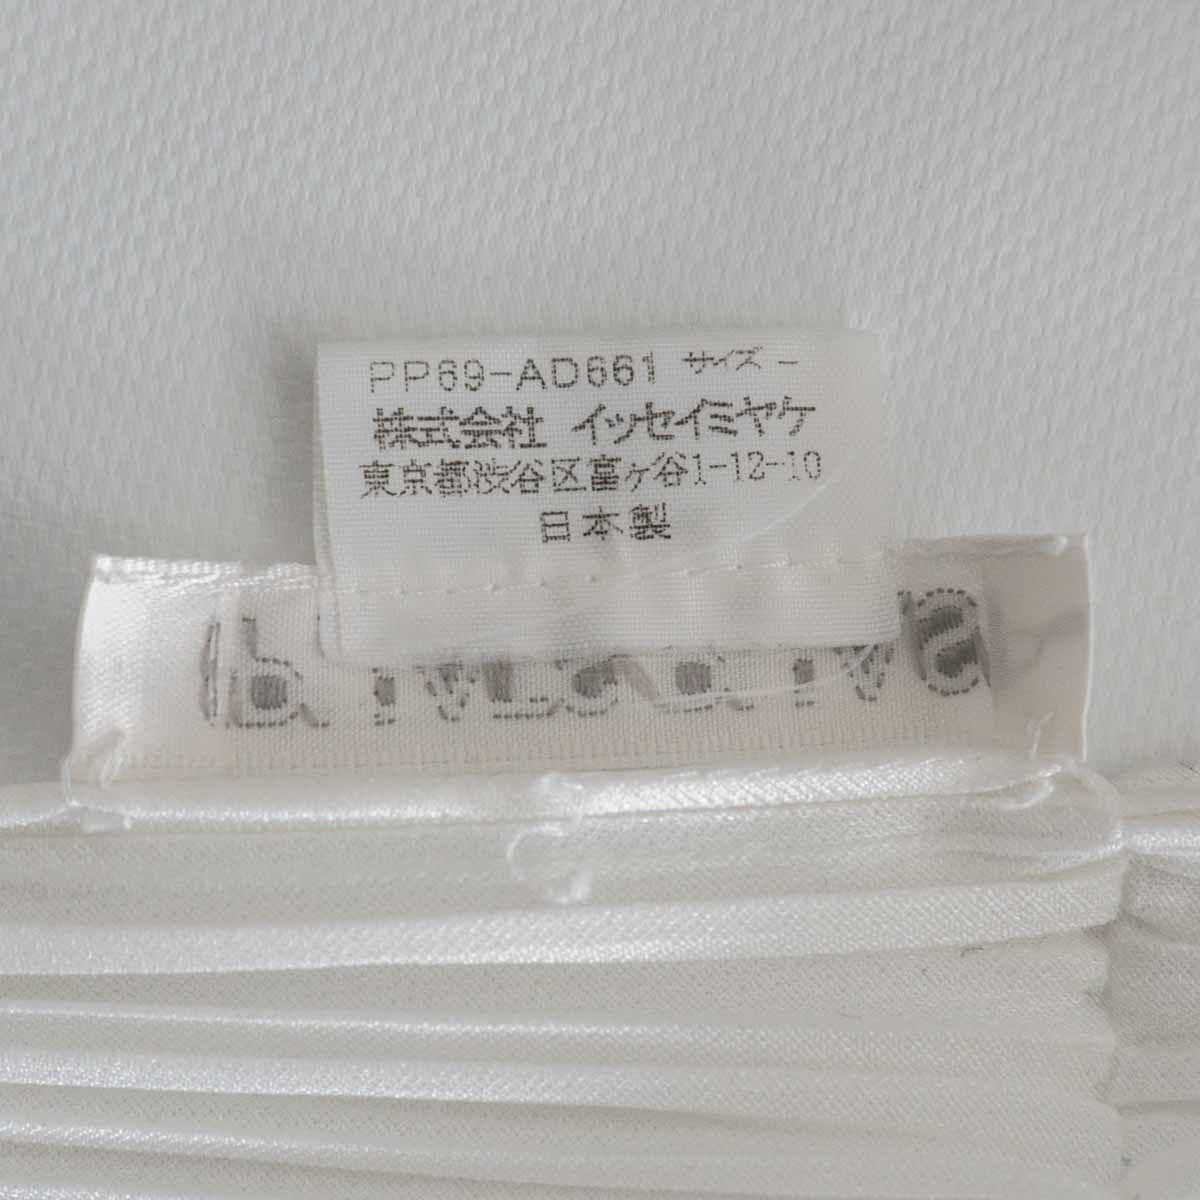 PP69-AD661 サイズ -
株式会社 イッセイミヤケ
東京都渋谷区富ヶ谷1-12-10
日本製